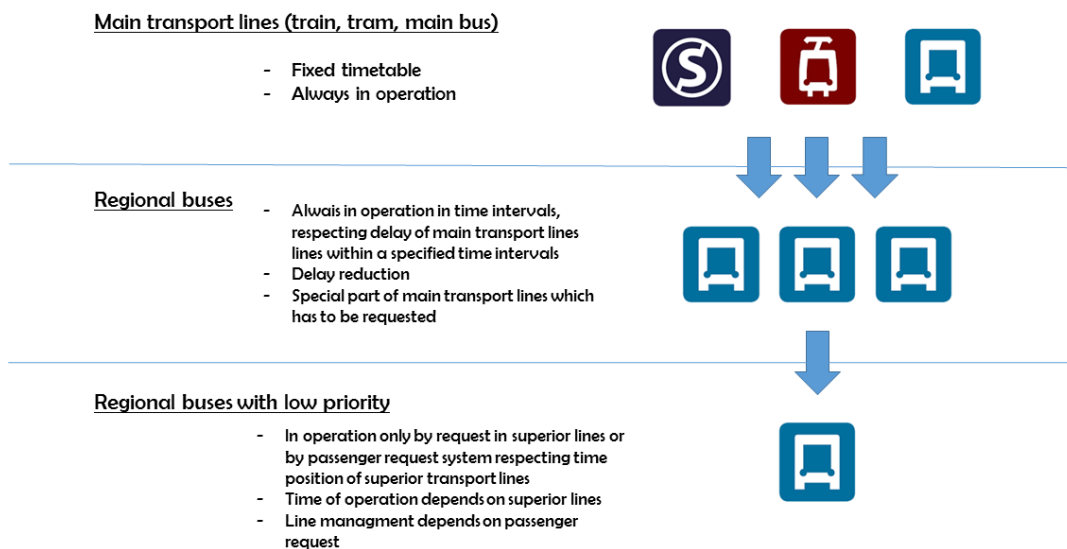 Main transport lines (train, tram, main bus)
- Fixed timetable
- Always in operation
S
Regional buses
- Alwais in operation in time intervals,
respecting delay of main transport lines
lines within a specified time intervals
- Delay reduction
- Special part of main transport lines which
has to be requested
Regional buses with low priority
- In operation only by request in superior lines or
by passenger request system respecting time
position of superior transport lines
- Time of operation depends on superior lines
- Line managment depends on passenger
request